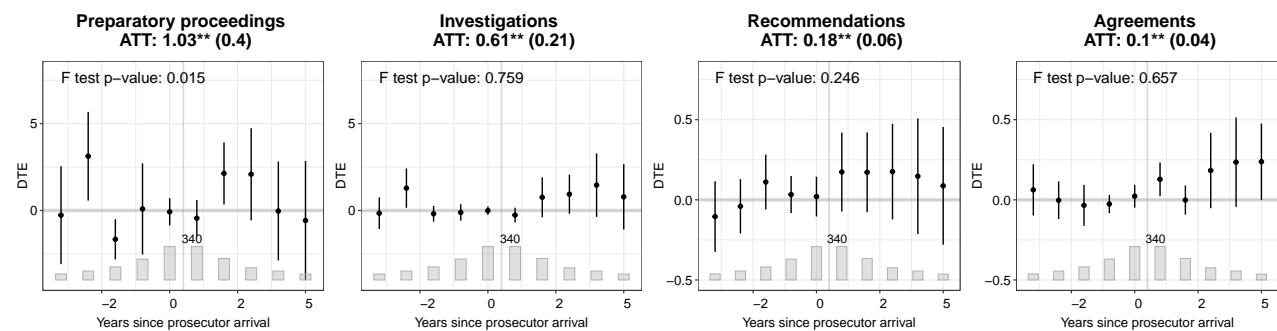 Preparatory proceedings
ATT: 1.03** (0.4)
F test p−value: 0.015
5
0
DTE
340
−2
0
2
5
Years since prosecutor arrival
Investigations
ATT: 0.61** (0.21)
F test p−value: 0.759
5
0
DTE
340
−2
0
2
5
Years since prosecutor arrival
Recommendations
ATT: 0.18** (0.06)
F test p−value: 0.246
0.5
0.0
−0.5
DTE
340
−2
0
2
5
Years since prosecutor arrival
Agreements
ATT: 0.1** (0.04)
F test p−value: 0.657
0.5
0.0
−0.5
DTE
340
−2
0
2
5
Years since prosecutor arrival